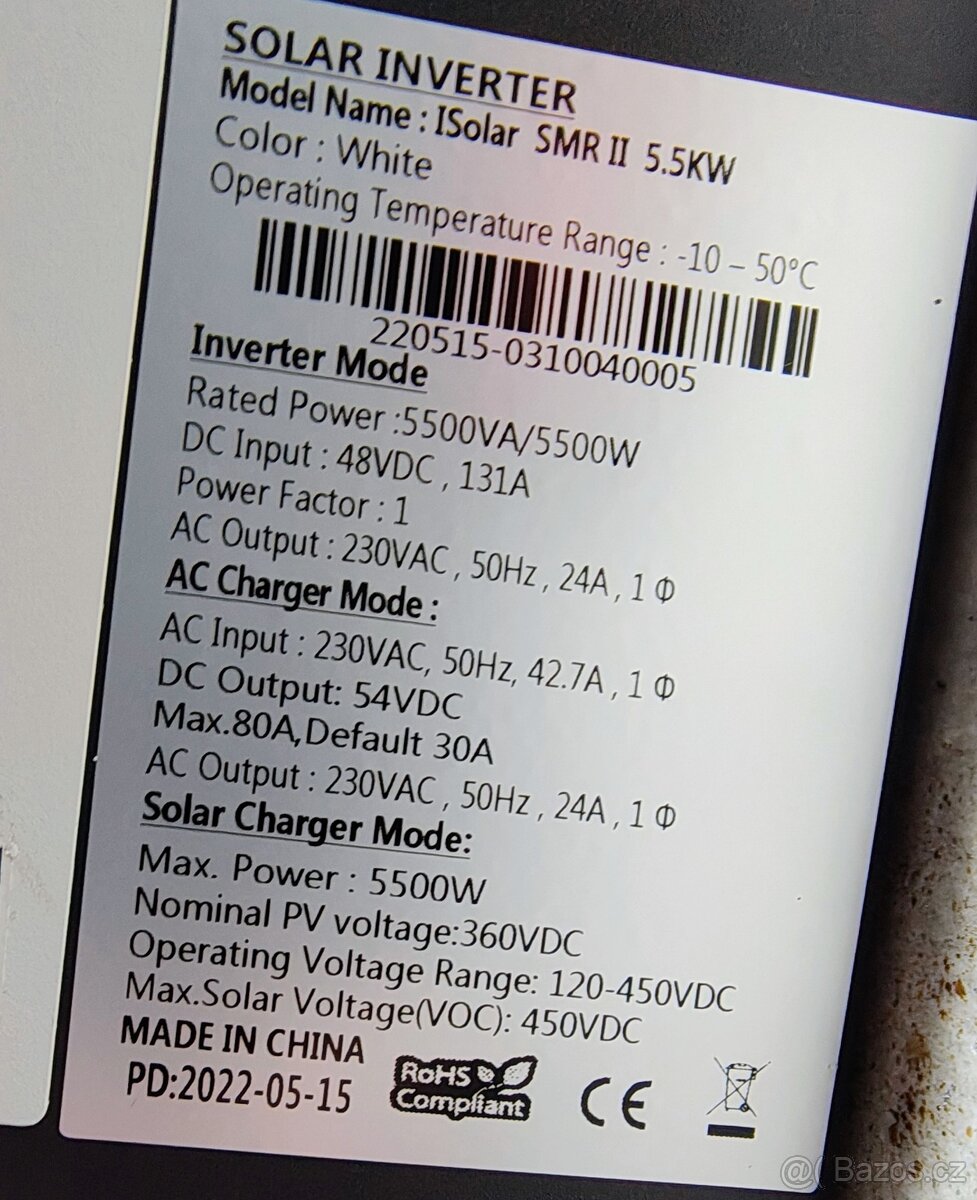 SOLAR INVERTER
Model Name : ISolar SMR II 5.5KW
Color : White
Operating Temperature Range : -10 – 50°C
220515-0310040005
Inverter Mode
Rated Power :5500VA/5500W
DC Input : 48VDC , 131A
Power Factor : 1
AC Output : 230VAC , 50Hz , 24A , 1 Φ
AC Charger Mode :
AC Input : 230VAC, 50Hz, 42.7A , 1 Φ
DC Output: 54VDC
Max.80A,Default 30A
AC Output : 230VAC , 50Hz , 24A , 1 Φ
Solar Charger Mode:
Max. Power : 5500W
Nominal PV voltage:360VDC
Operating Voltage Range: 120-450VDC
Max.Solar Voltage(VOC): 450VDC
MADE IN CHINA
PD:2022-05-15
RoHS
Compliant
CE
@( Bazos.cz